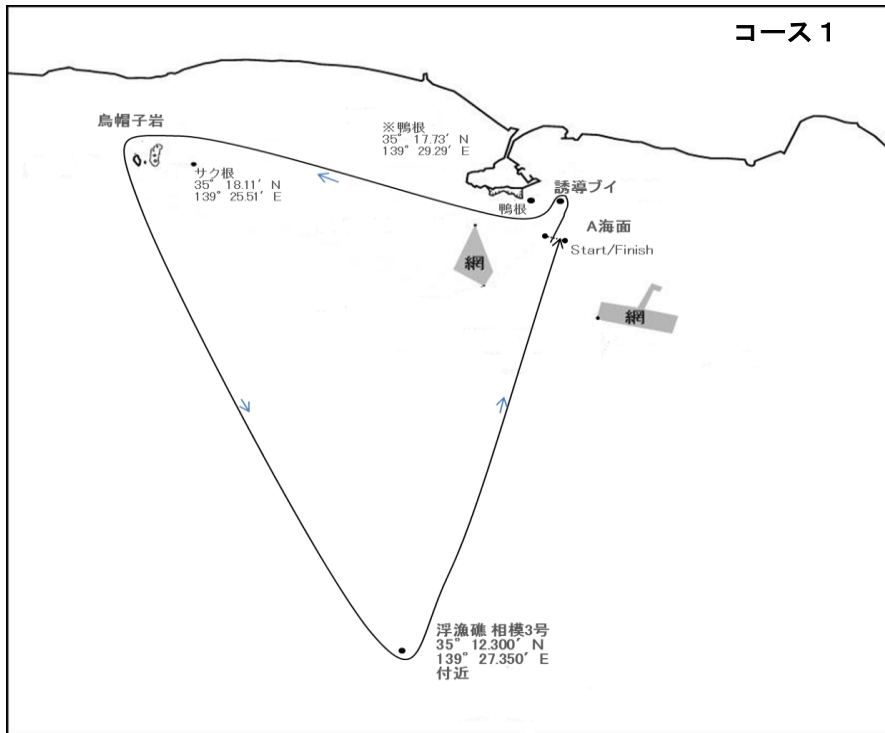 コース 1
烏帽子岩
※鴨根
35° 17.73′ N
139° 29.29′ E
サク根
35° 18.11′ N
139° 25.51′ E
誘導ブイ
鴨根
A海面
Start/Finish
網
網
浮漁礁 相模3号
35° 12.300′ N
139° 27.350′ E
付近